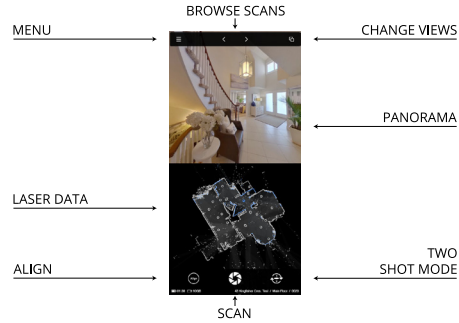 BROWSE SCANS
MENU
CHANGE VIEWS
PANORAMA
LASER DATA
ALIGN
TWO
SHOT MODE
SCAN